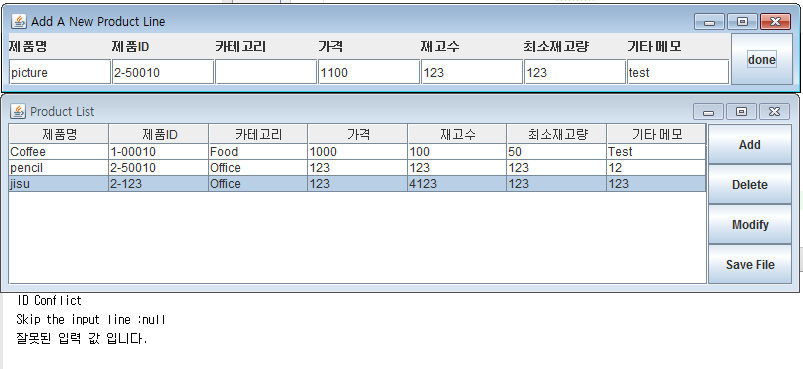 Add A New Product Line
제품명 제품ID 카테고리 가격 재고수 최소재고량 기타메모
picture 2-50010 1100 123 123 test
done
Product List
제품명 제품ID 카테고리 가격 재고수 최소재고량 기타메모
Coffee 1-00010 Food 1000 100 50 Test
pencil 2-50010 Office 123 123 123 12
jisu 2-123 Office 123 4123 123 123
Add
Delete
Modify
Save File
ID Conflict
Skip the input line :null
잘못된 입력 값 입니다.